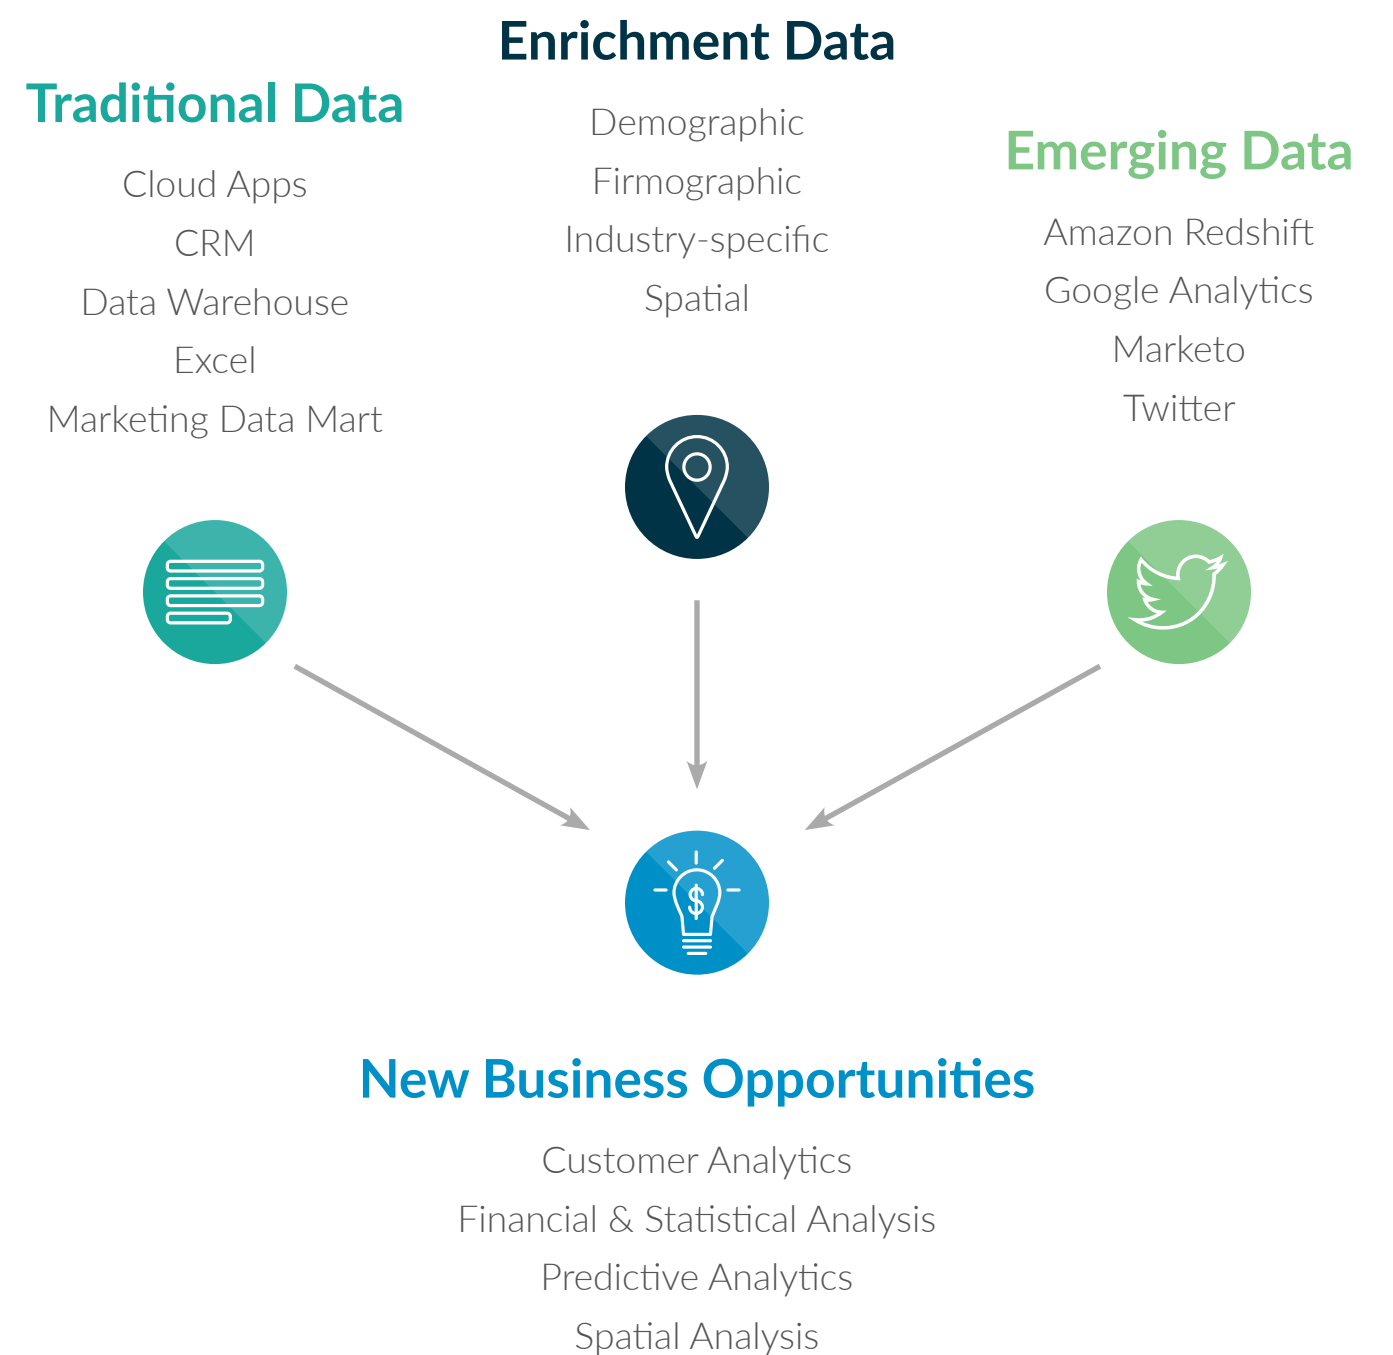 Traditional Data
Cloud Apps
CRM
Data Warehouse
Excel
Marketing Data Mart
Enrichment Data
Demographic
Firmographic
Industry-specific
Spatial
Emerging Data
Amazon Redshift
Google Analytics
Marketo
Twitter
$
New Business Opportunities
Customer Analytics
Financial & Statistical Analysis
Predictive Analytics
Spatial Analysis